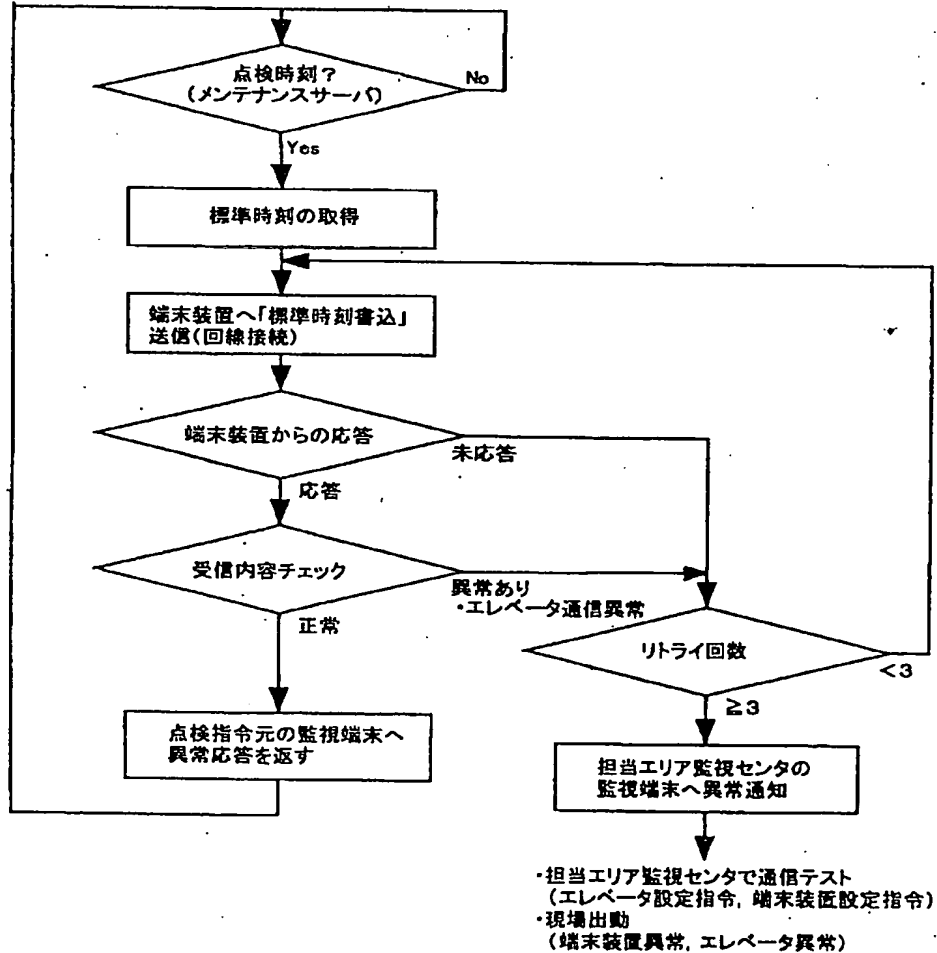 点検時刻？
(メンテナンスサーバ)
No
Yes
標準時刻の取得
端末装置へ「標準時刻書込」
送信(回線接続)
端末装置からの応答
未応答
応答
受信内容チェック
異常あり
・エレベータ通信異常
正常
リトライ回数
＜3
≧3
点検指令元の監視端末へ
異常応答を返す
担当エリア監視センタの
監視端末へ異常通知
・担当エリア監視センタで通信テスト
(エレベータ設定指令, 端末装置設定指令)
・現場出動
(端末装置異常, エレベータ異常)